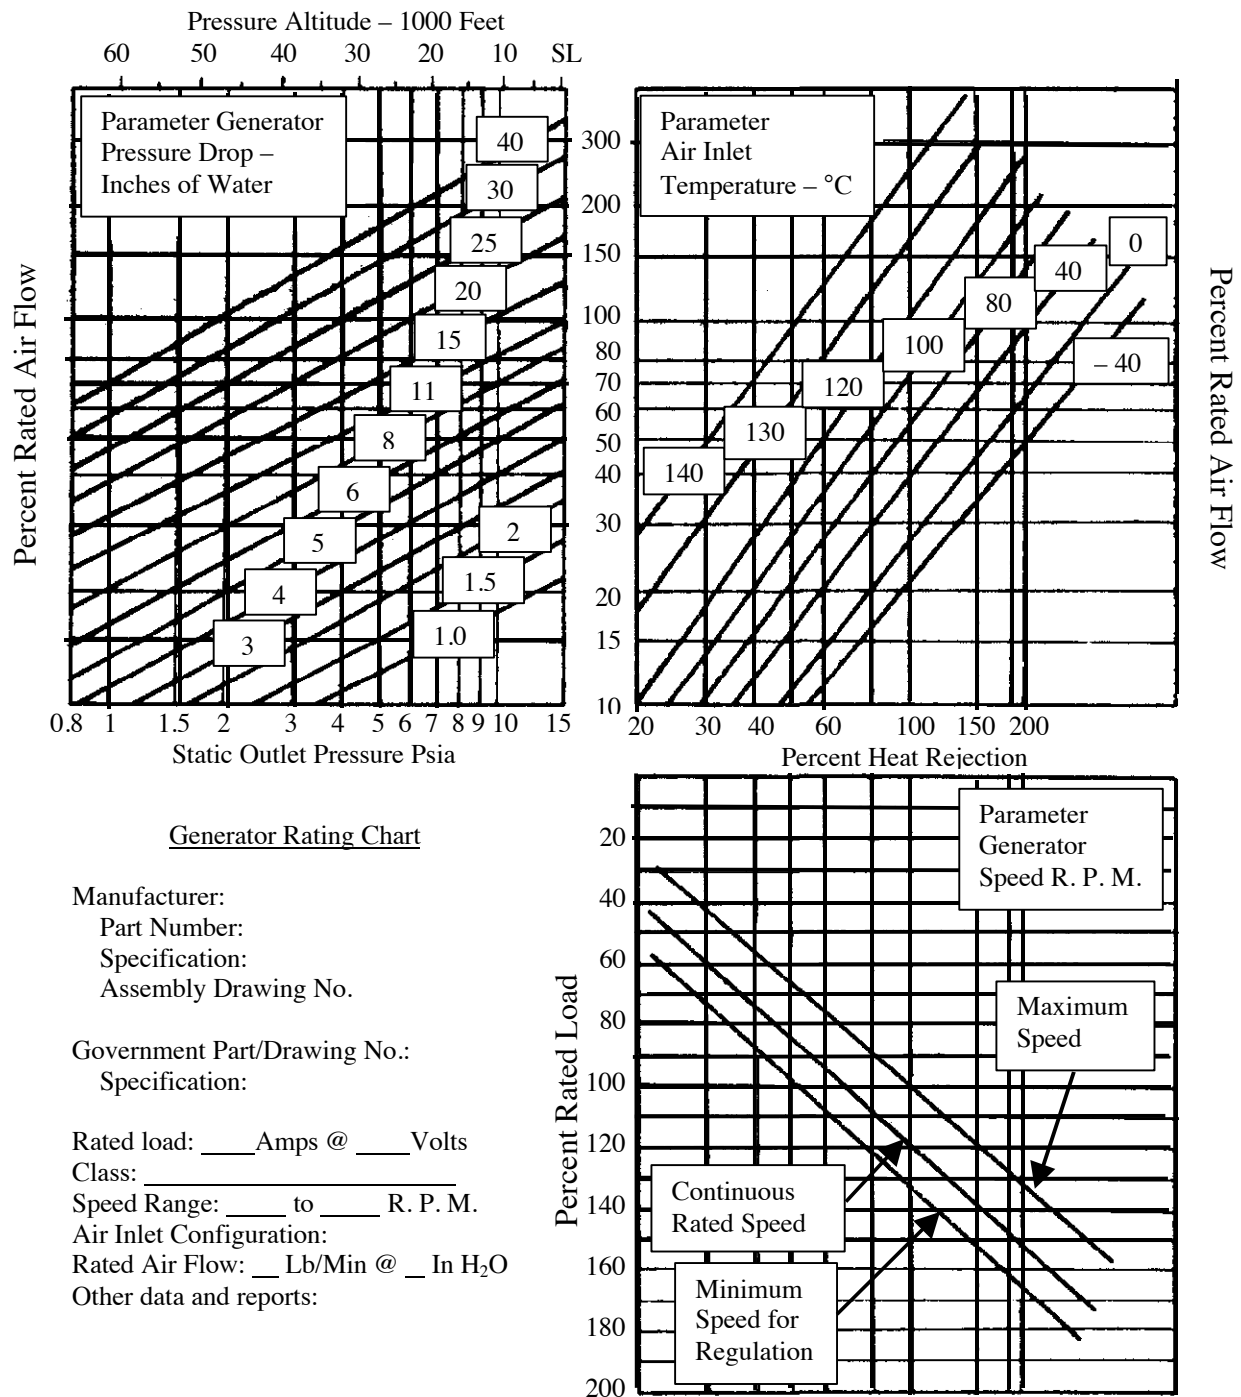 Pressure Altitude – 1000 Feet
60 50 40 30 20 10 SL
Parameter Generator
Pressure Drop –
Inches of Water
40
30
25
20
15
11
8
6
5
4
3
2
1.5
1.0
Percent Rated Air Flow
300
200
150
100
80
70
60
50
40
30
20
15
10
0.8 1 1.5 2 3 4 5 6 7 8 9 10 15
Static Outlet Pressure Psia
Parameter
Air Inlet
Temperature – °C
0
40
80
– 40
100
120
130
140
Percent Rated Air Flow
20 30 40 60 100 150 200
Percent Heat Rejection
Generator Rating Chart
Manufacturer:
Part Number:
Specification:
Assembly Drawing No.
Government Part/Drawing No.:
Specification:
Rated load: ____Amps @ ____Volts
Class: ______________________
Speed Range: ____ to ____ R. P. M.
Air Inlet Configuration:
Rated Air Flow: __ Lb/Min @ _ In H₂O
Other data and reports:
Percent Rated Load
20
40
60
80
100
120
140
160
180
200
Parameter
Generator
Speed R. P. M.
Maximum
Speed
Continuous
Rated Speed
Minimum
Speed for
Regulation